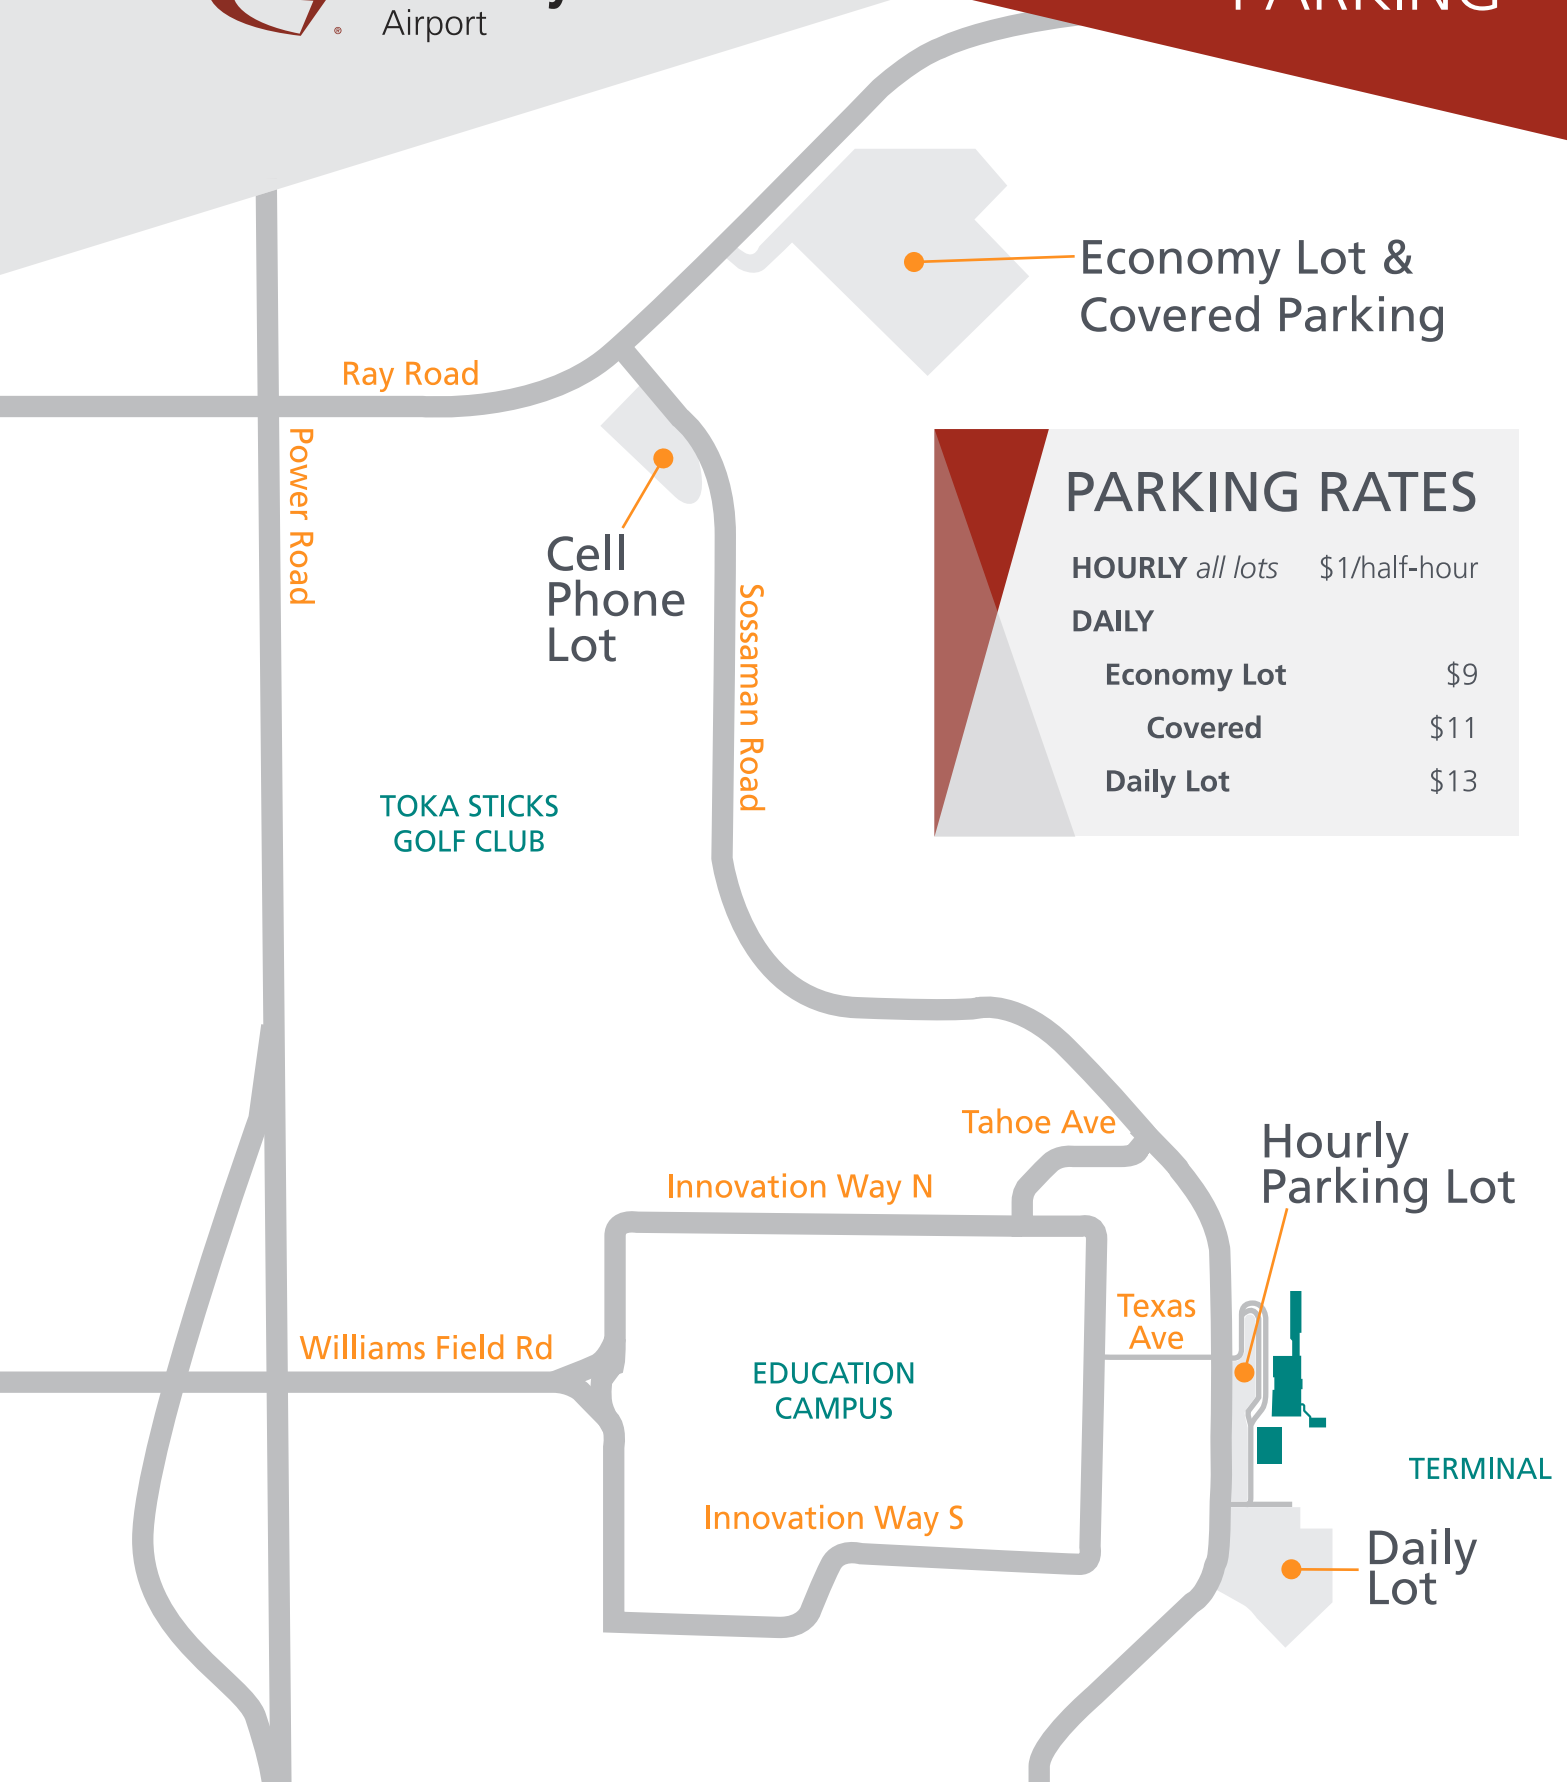 Airport
PARKING
®
Economy Lot &
Covered Parking
Ray Road
Power Road
Cell
Phone
Lot
Sossaman Road
PARKING RATES
HOURLY all lots $1/half-hour
DAILY
Economy Lot $9
Covered $11
Daily Lot $13
TOKA STICKS
GOLF CLUB
Tahoe Ave
Hourly
Parking Lot
Innovation Way N
Texas
Ave
Williams Field Rd
EDUCATION
CAMPUS
TERMINAL
Innovation Way S
Daily
Lot